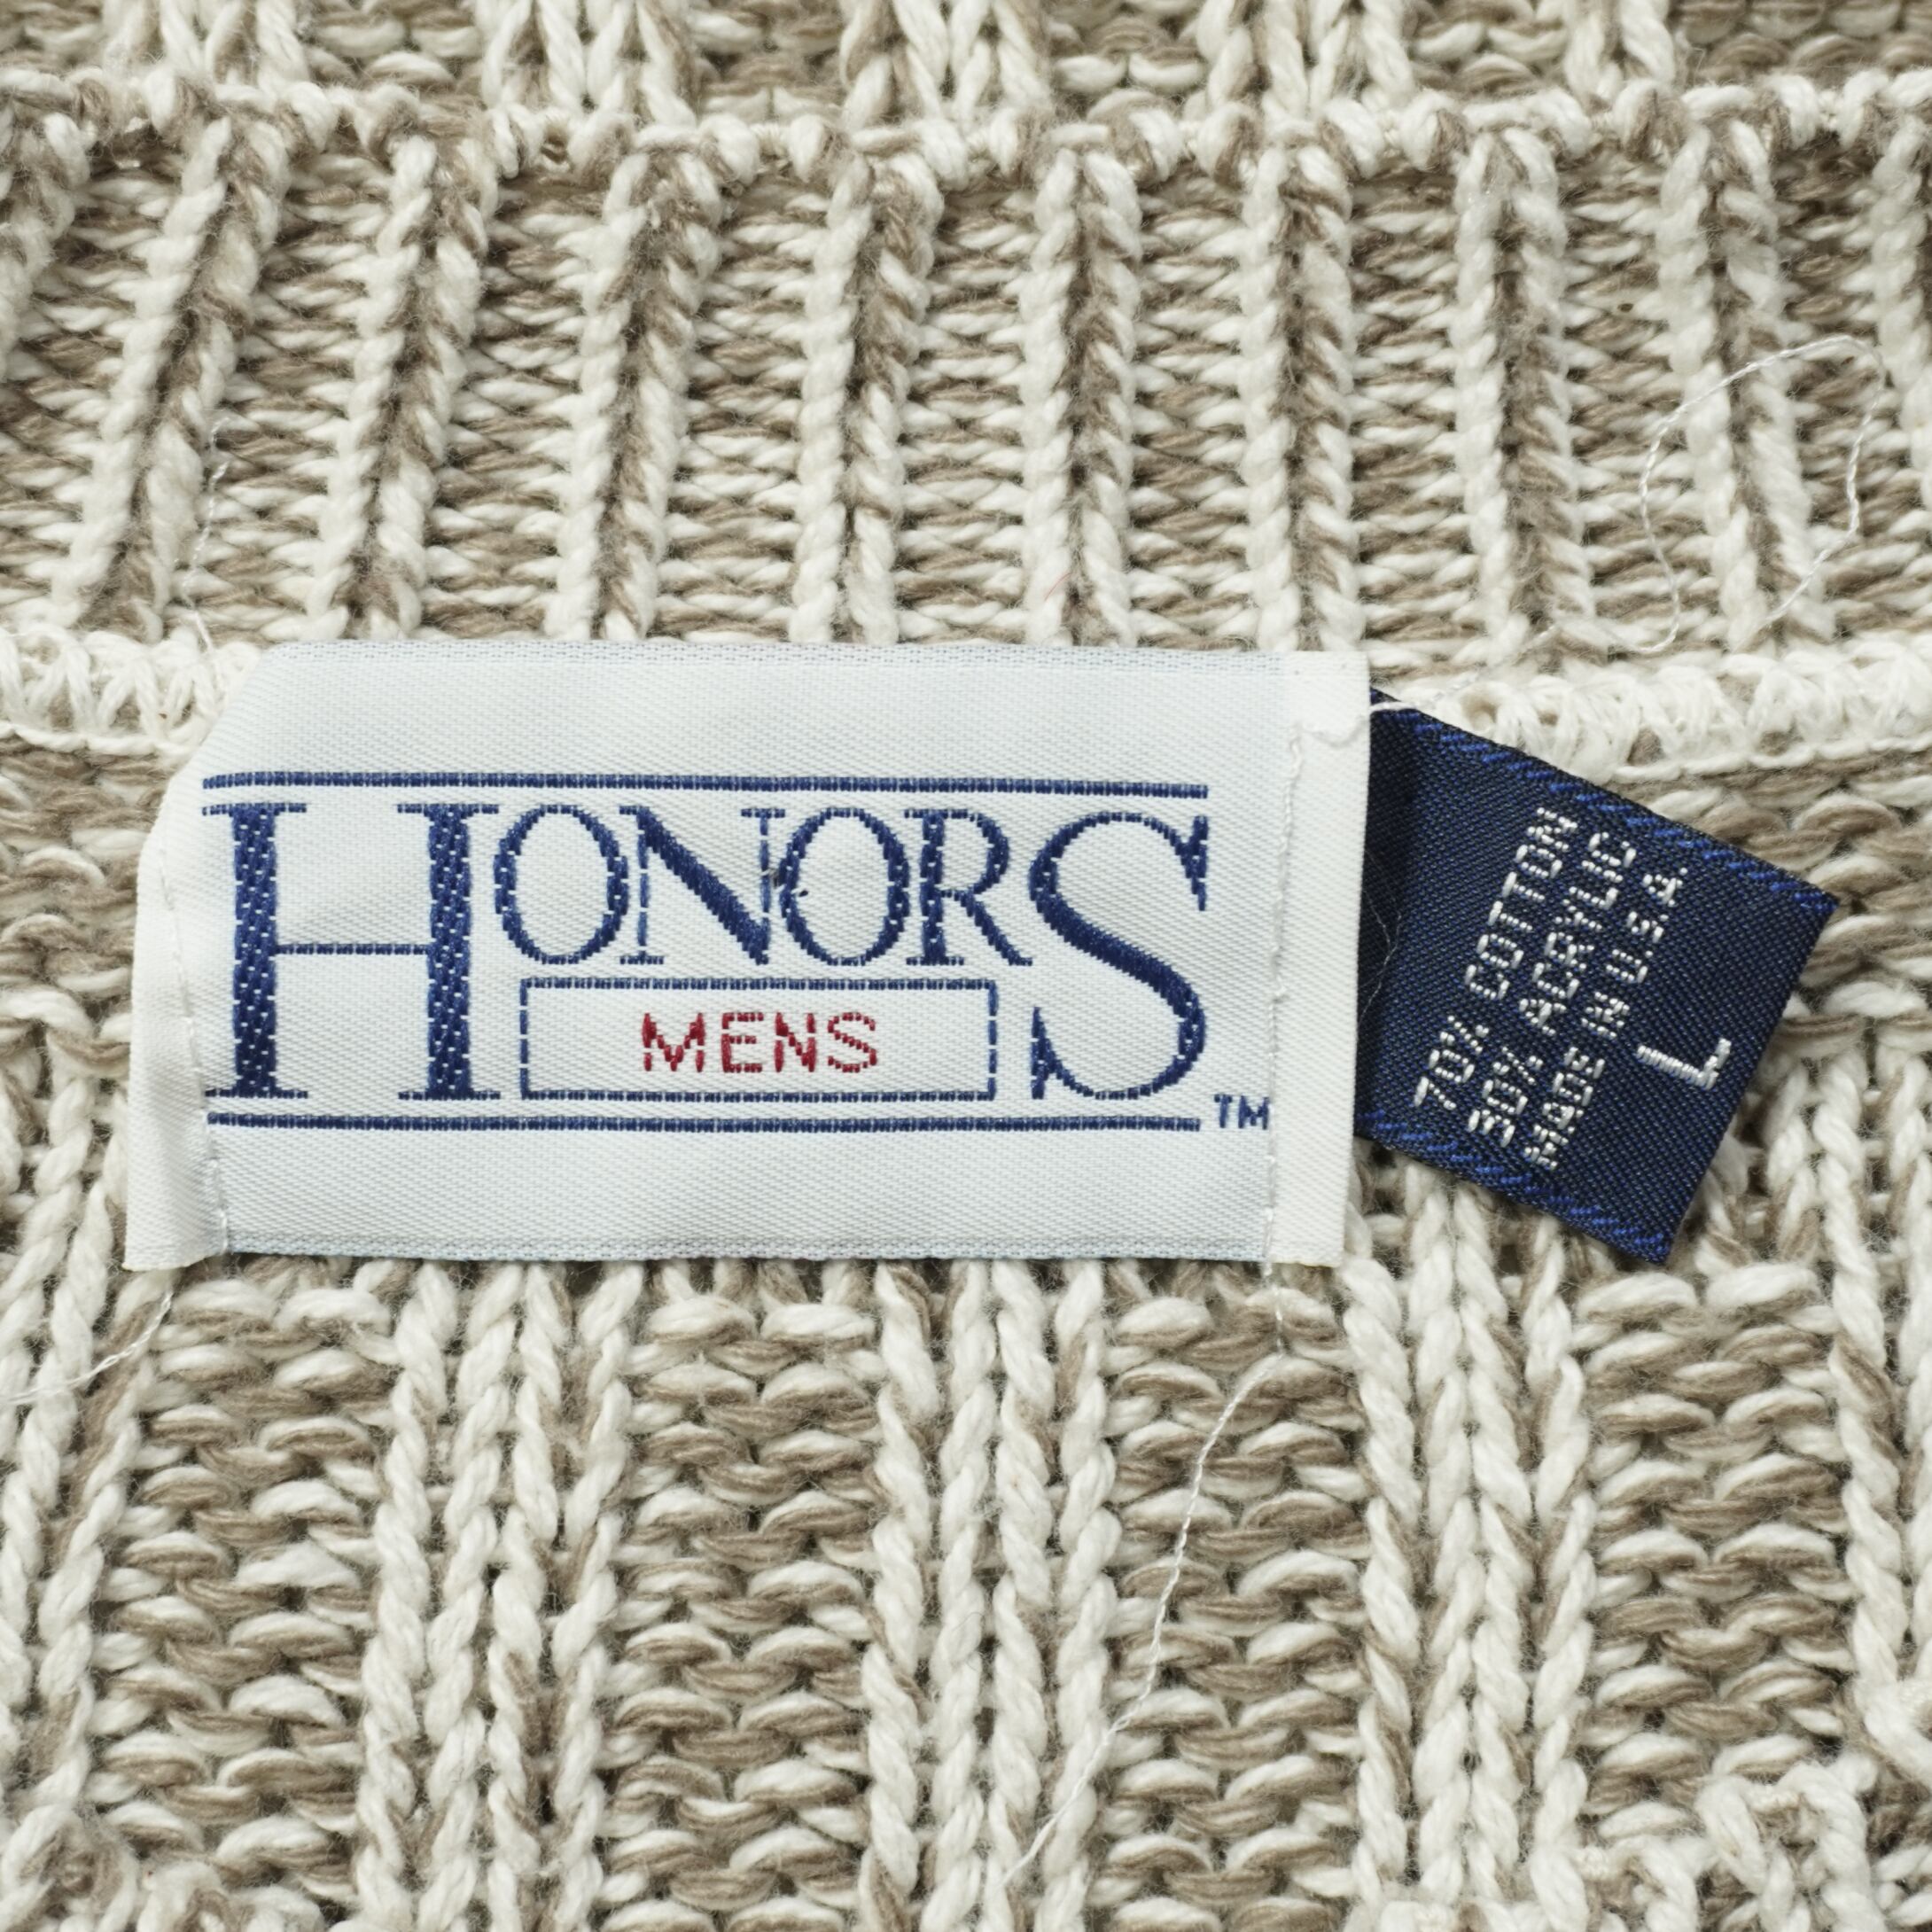 HONORS
MENS
TM
70% COTTON
30% ACRYLIC
MADE IN U.S.A.
L